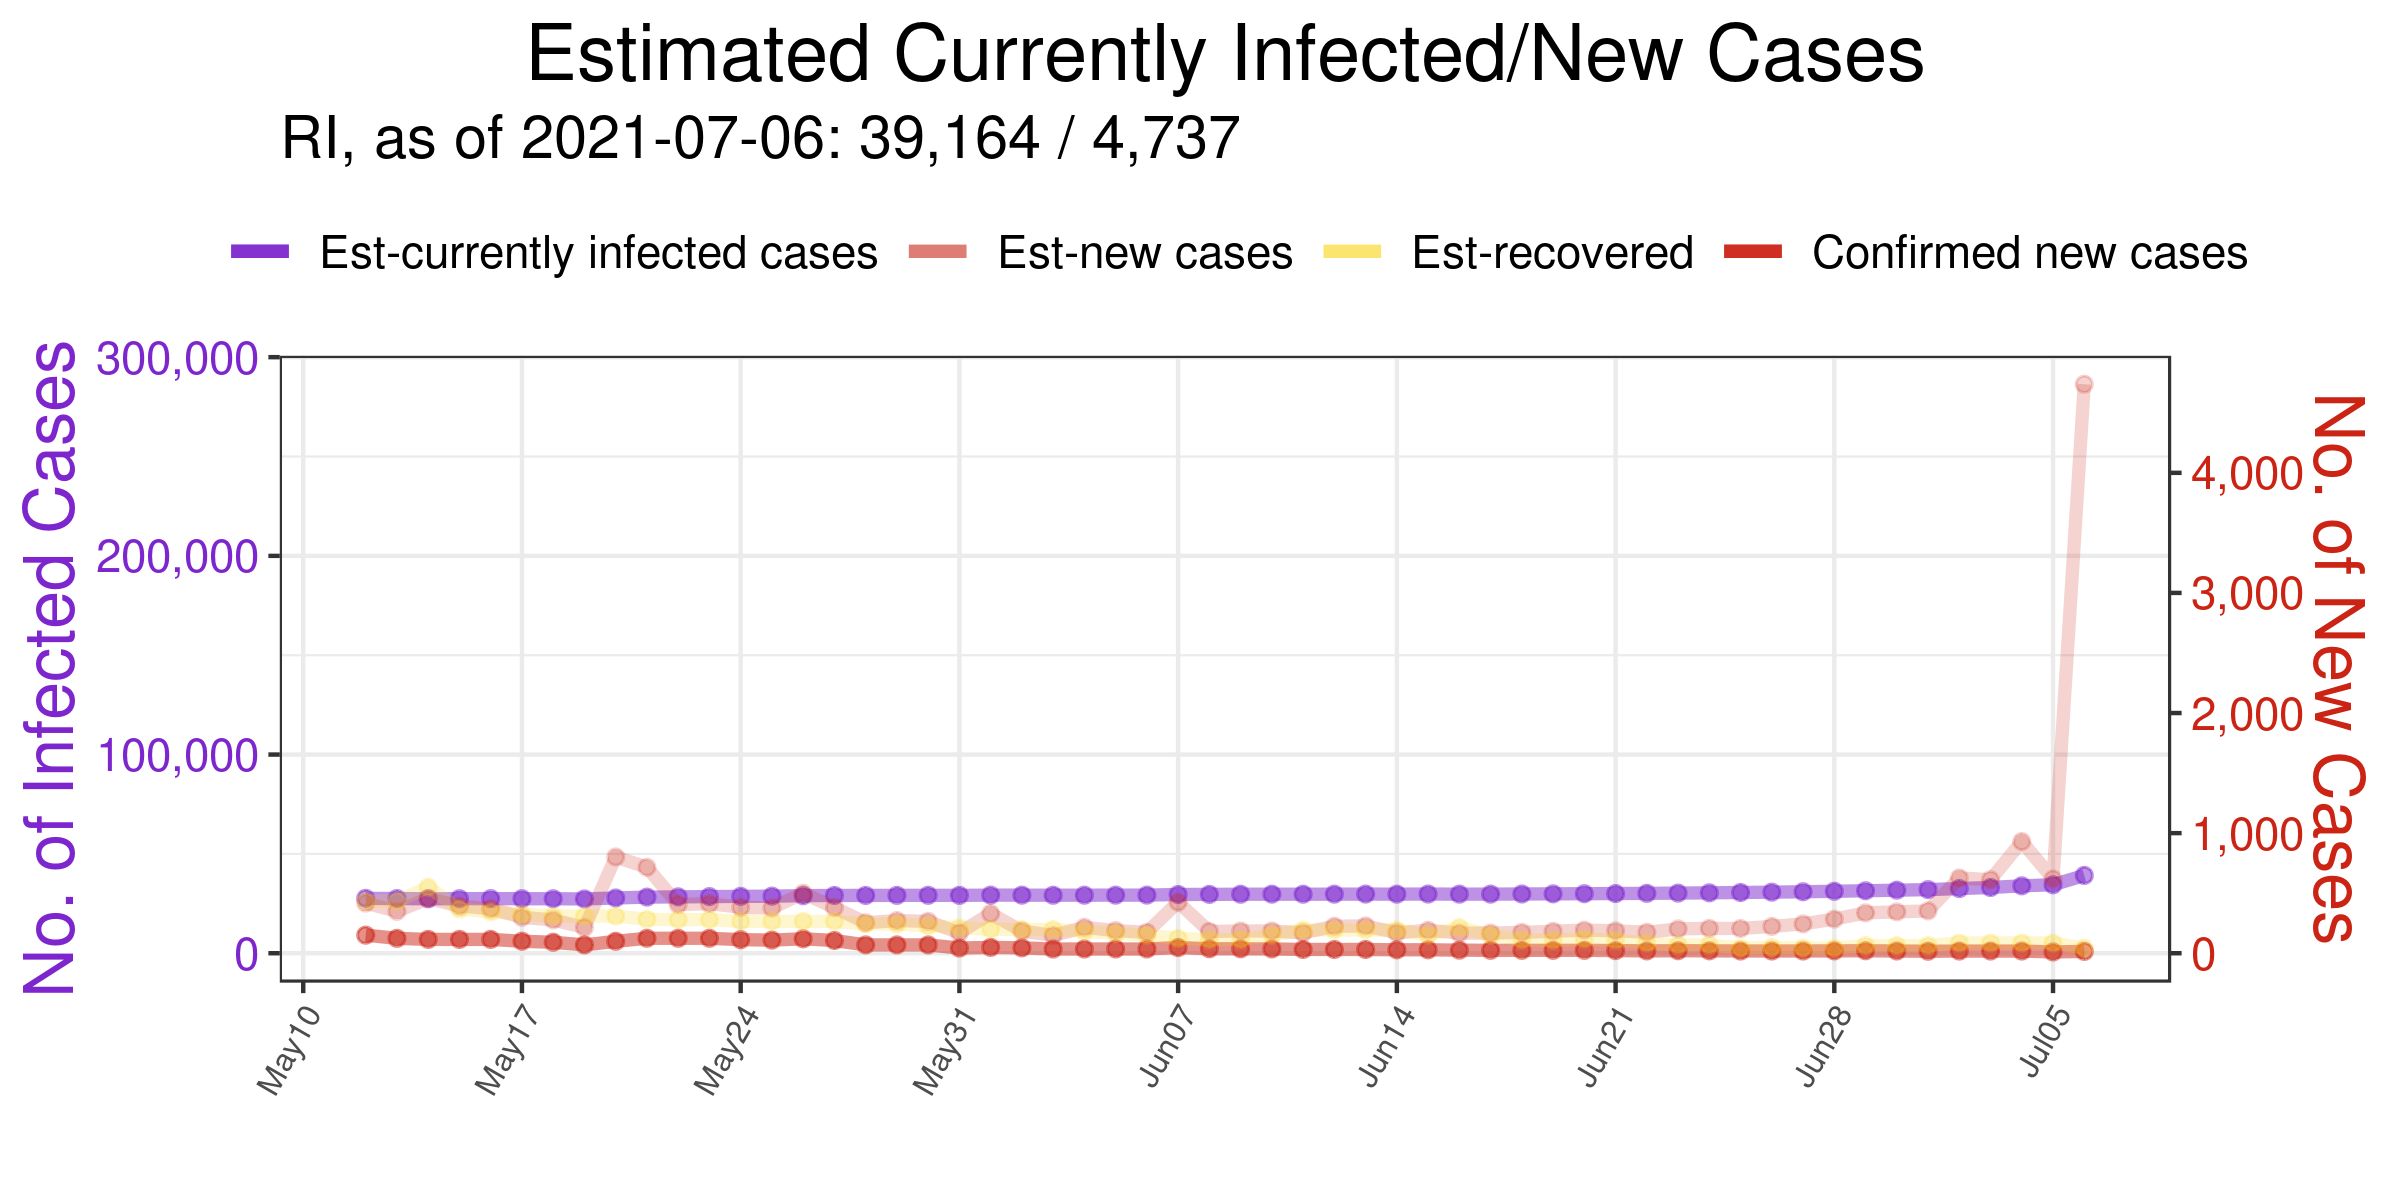 Estimated Currently Infected/New Cases
RI, as of 2021-07-06: 39,164 / 4,737
Est-currently infected cases Est-new cases Est-recovered Confirmed new cases
No. of Infected Cases
300,000
200,000
100,000
0
4,000
3,000
2,000
1,000
0
No. of New Cases
May10 May17 May24 May31 Jun07 Jun14 Jun21 Jun28 Jul05